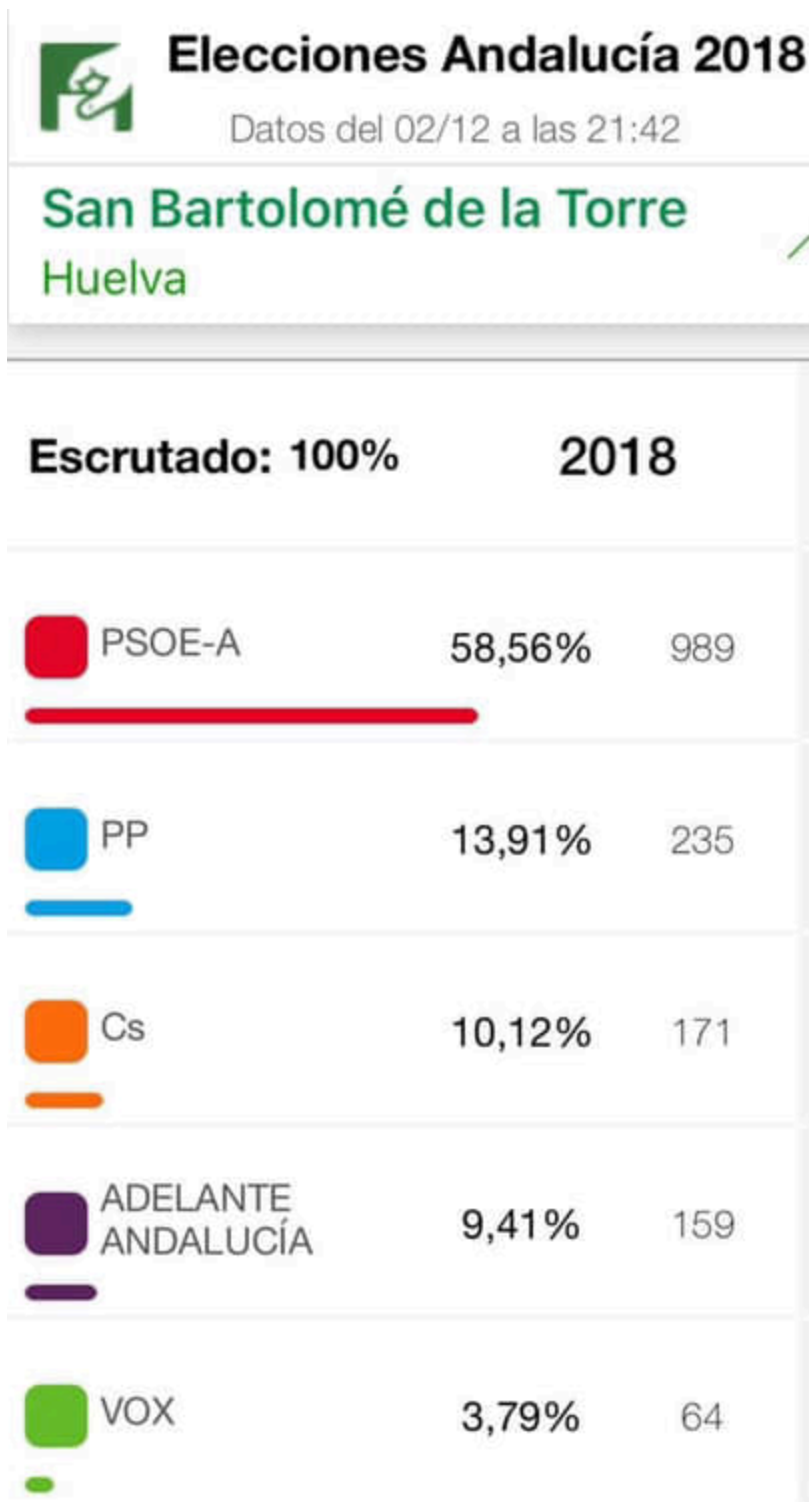 Elecciones Andalucía 2018
Datos del 02/12 a las 21:42
San Bartolomé de la Torre
Huelva
Escrutado: 100% 2018
PSOE-A 58,56% 989
PP 13,91% 235
Cs 10,12% 171
ADELANTE
ANDALUCÍA 9,41% 159
VOX 3,79% 64